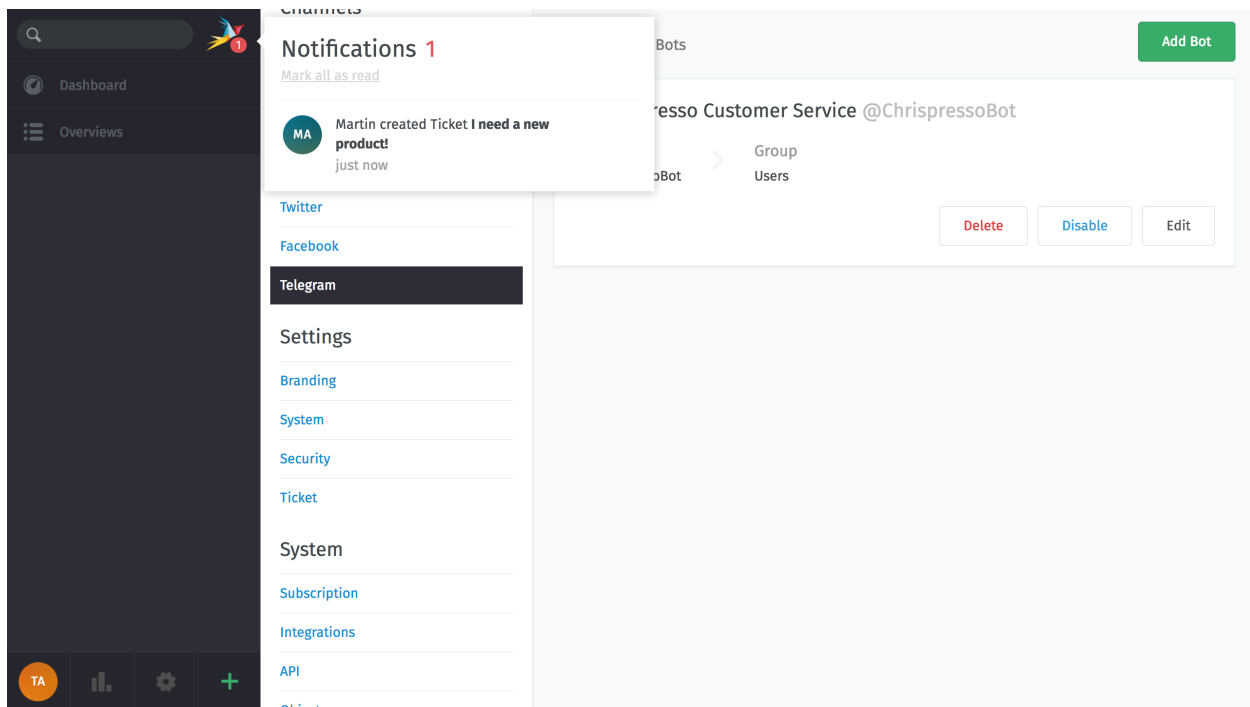 1
Dashboard
Overviews
TA
Channels
Notifications 1
Mark all as read
MA
Martin created Ticket I need a new
product!
just now
Twitter
Facebook
Telegram
Settings
Branding
System
Security
Ticket
System
Subscription
Integrations
API
Bots
Add Bot
resso Customer Service @ChrispressoBot
oBot
Group
Users
Delete
Disable
Edit